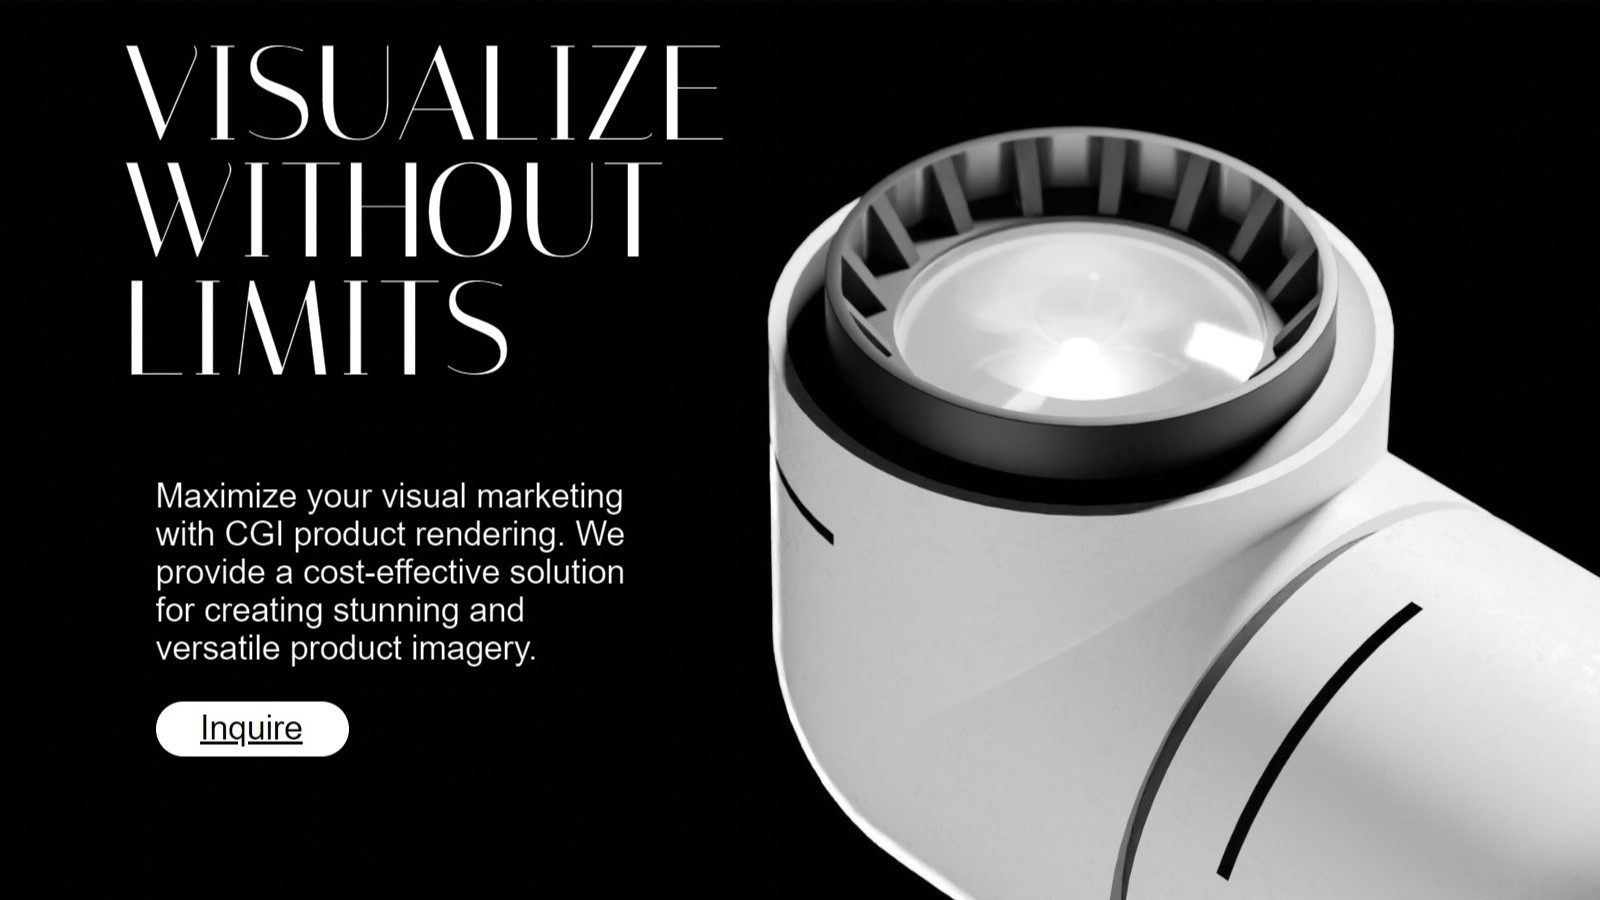 VISUALIZE
WITHOUT
LIMITS
Maximize your visual marketing
with CGI product rendering. We
provide a cost-effective solution
for creating stunning and
versatile product imagery.
Inquire